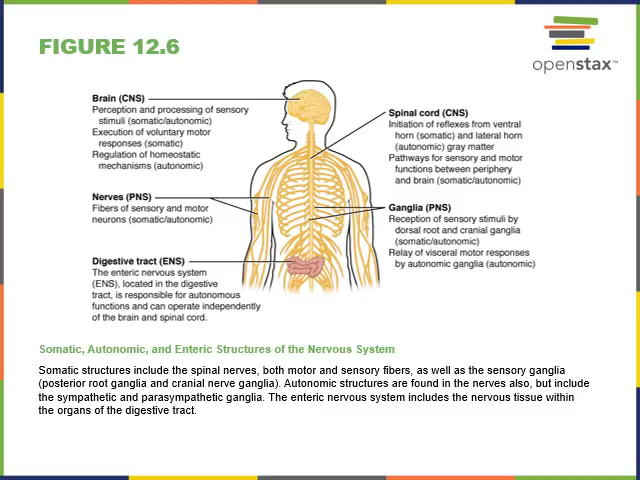 FIGURE 12.6
openstax™
Brain (CNS)
Perception and processing of sensory
stimuli (somatic/autonomic)
Execution of voluntary motor
responses (somatic)
Regulation of homeostatic
mechanisms (autonomic)
Nerves (PNS)
Fibers of sensory and motor
neurons (somatic/autonomic)
Digestive tract (ENS)
The enteric nervous system
(ENS), located in the digestive
tract, is responsible for autonomous
functions and can operate independently
of the brain and spinal cord.
Spinal cord (CNS)
Initiation of reflexes from ventral
horn (somatic) and lateral horn
(autonomic) gray matter
Pathways for sensory and motor
functions between periphery
and brain (somatic/autonomic)
Ganglia (PNS)
Reception of sensory stimuli by
dorsal root and cranial ganglia
(somatic/autonomic)
Relay of visceral motor responses
by autonomic ganglia (autonomic)
Somatic, Autonomic, and Enteric Structures of the Nervous System
Somatic structures include the spinal nerves, both motor and sensory fibers, as well as the sensory ganglia
(posterior root ganglia and cranial nerve ganglia). Autonomic structures are found in the nerves also, but include
the sympathetic and parasympathetic ganglia. The enteric nervous system includes the nervous tissue within
the organs of the digestive tract.